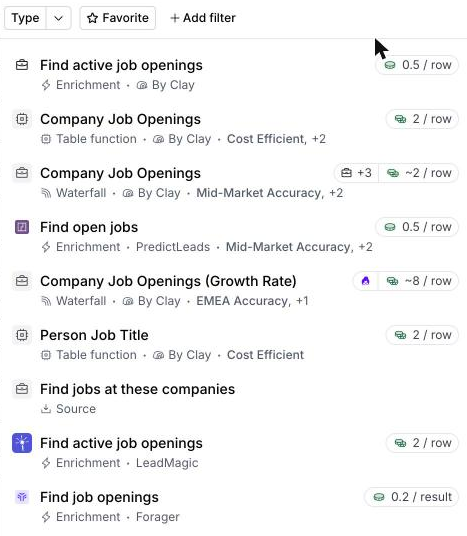 Type Favorite + Add filter
Find active job openings 0.5 / row
Enrichment · By Clay
Company Job Openings 2 / row
Table function · By Clay · Cost Efficient, +2
Company Job Openings +3 ~2 / row
Waterfall · By Clay · Mid-Market Accuracy, +2
Find open jobs 0.5 / row
Enrichment · PredictLeads · Mid-Market Accuracy, +2
Company Job Openings (Growth Rate) ~8 / row
Waterfall · By Clay · EMEA Accuracy, +1
Person Job Title 2 / row
Table function · By Clay · Cost Efficient
Find jobs at these companies
Source
Find active job openings 2 / row
Enrichment · LeadMagic
Find job openings 0.2 / result
Enrichment · Forager